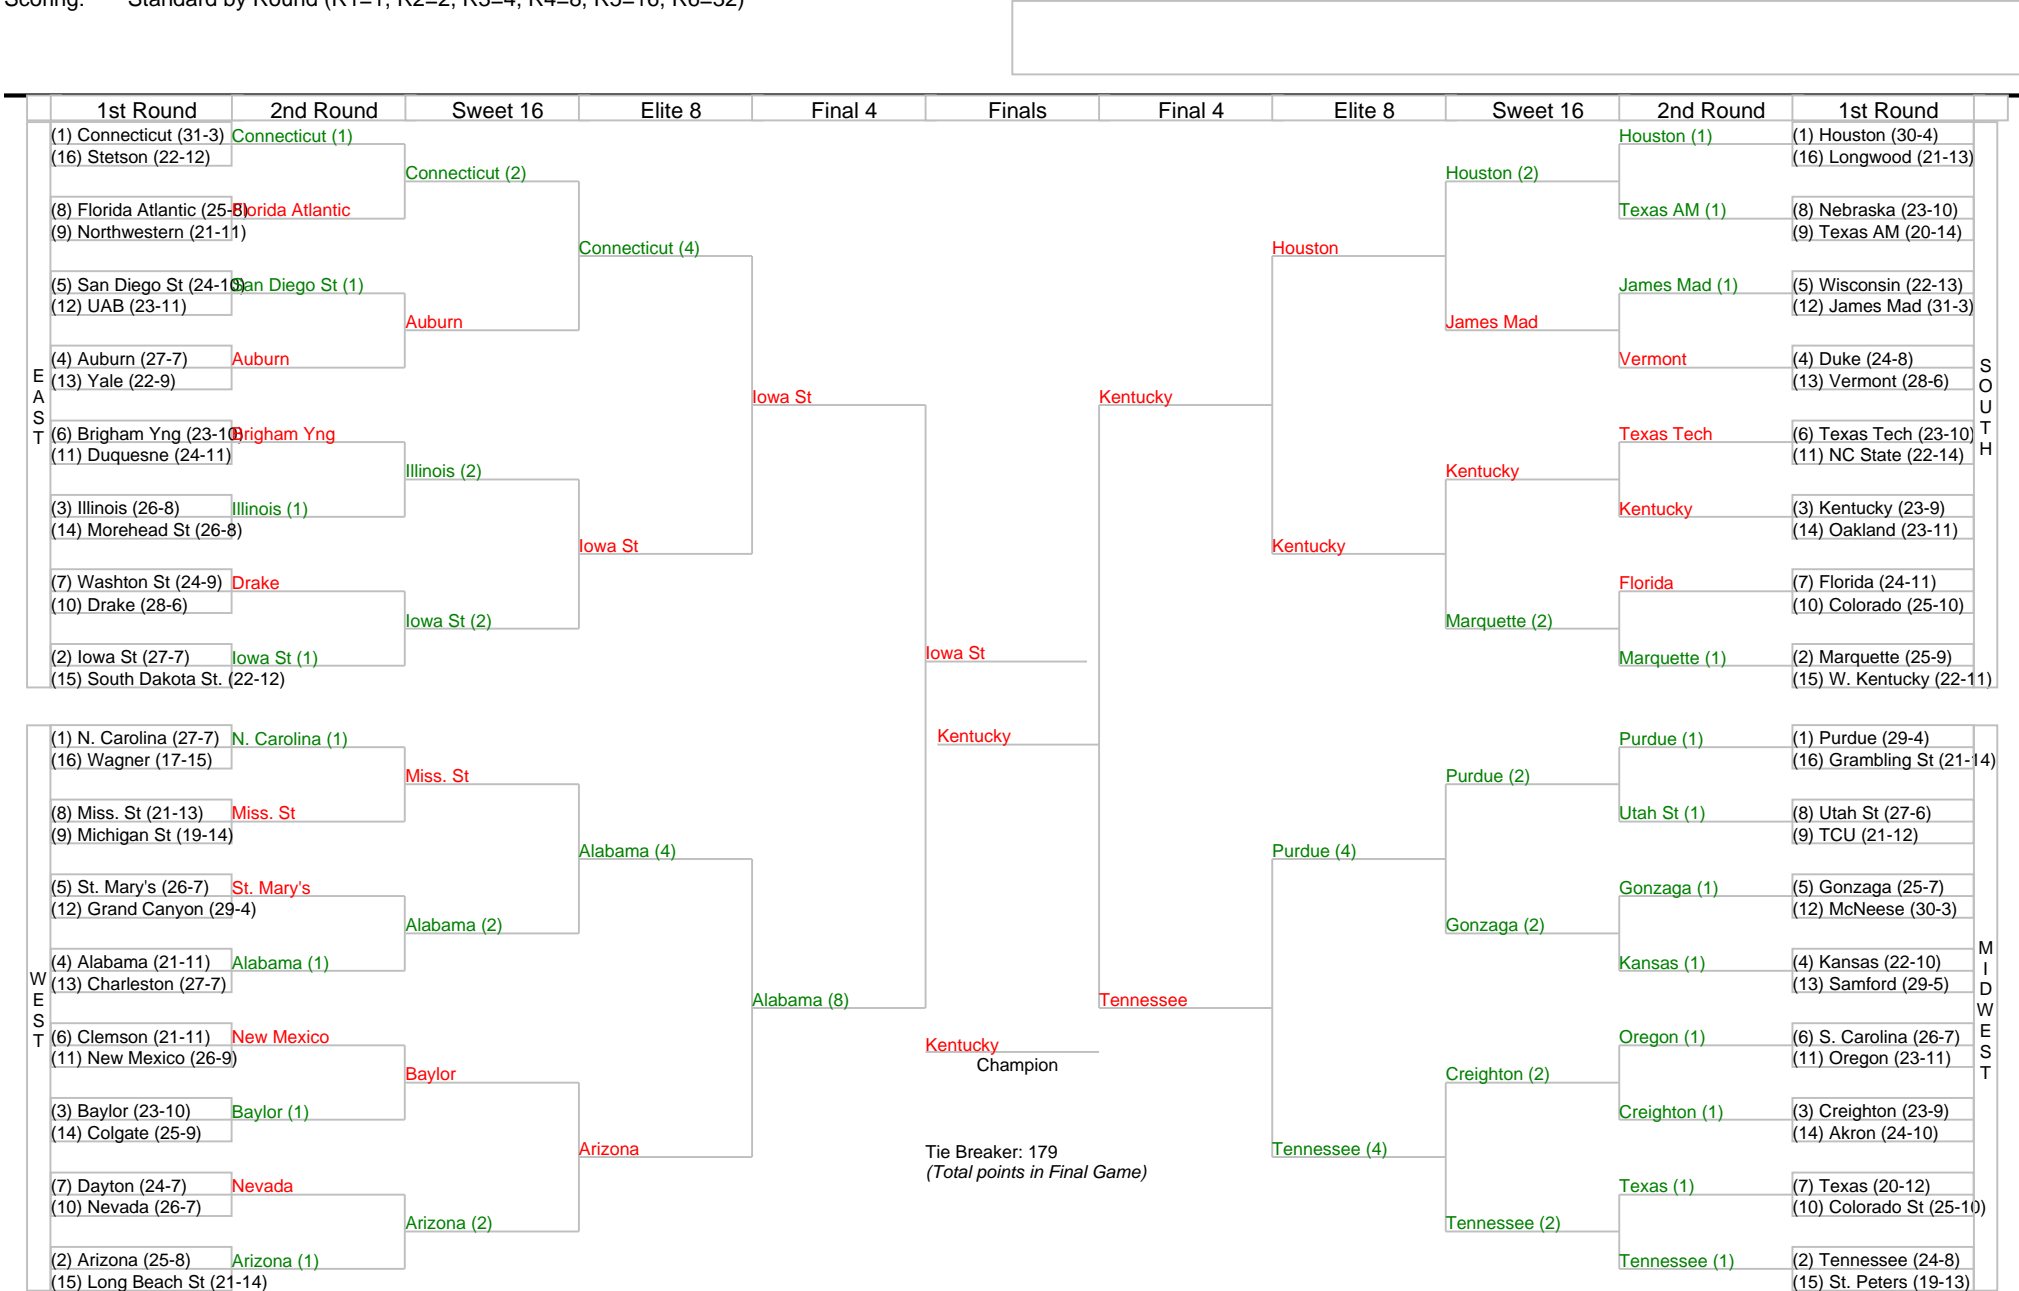 Scoring: Standard by Round (R1=1, R2=2, R3=4, R4=8, R5=16, R6=32)
1st Round 2nd Round Sweet 16 Elite 8 Final 4 Finals Final 4 Elite 8 Sweet 16 2nd Round 1st Round
EAST
(1) Connecticut (31-3)
(16) Stetson (22-12)
(8) Florida Atlantic (25-8)
(9) Northwestern (21-11)
(5) San Diego St (24-10)
(12) UAB (23-11)
(4) Auburn (27-7)
(13) Yale (22-9)
(6) Brigham Yng (23-10)
(11) Duquesne (24-11)
(3) Illinois (26-8)
(14) Morehead St (26-8)
(7) Washton St (24-9)
(10) Drake (28-6)
(2) Iowa St (27-7)
(15) South Dakota St. (22-12)
Connecticut (1)
Florida Atlantic
San Diego St (1)
Auburn
Brigham Yng
Illinois (1)
Drake
Iowa St (1)
Connecticut (2)
Auburn
Illinois (2)
Iowa St (2)
Connecticut (4)
Iowa St
Iowa St
WEST
(1) N. Carolina (27-7)
(16) Wagner (17-15)
(8) Miss. St (21-13)
(9) Michigan St (19-14)
(5) St. Mary's (26-7)
(12) Grand Canyon (29-4)
(4) Alabama (21-11)
(13) Charleston (27-7)
(6) Clemson (21-11)
(11) New Mexico (26-9)
(3) Baylor (23-10)
(14) Colgate (25-9)
(7) Dayton (24-7)
(10) Nevada (26-7)
(2) Arizona (25-8)
(15) Long Beach St (21-14)
N. Carolina (1)
Miss. St
St. Mary's
Alabama (1)
New Mexico
Baylor (1)
Nevada
Arizona (1)
Miss. St
Alabama (2)
Baylor
Arizona (2)
Alabama (4)
Arizona
Alabama (8)
Iowa St
Kentucky
Kentucky
Champion
Tie Breaker: 179
(Total points in Final Game)
Kentucky
Houston
Kentucky
Houston (2)
James Mad
Kentucky
Marquette (2)
Houston (1)
Texas AM (1)
James Mad (1)
Vermont
Texas Tech
Kentucky
Florida
Marquette (1)
(1) Houston (30-4)
(16) Longwood (21-13)
(8) Nebraska (23-10)
(9) Texas AM (20-14)
(5) Wisconsin (22-13)
(12) James Mad (31-3)
(4) Duke (24-8)
(13) Vermont (28-6)
(6) Texas Tech (23-10)
(11) NC State (22-14)
(3) Kentucky (23-9)
(14) Oakland (23-11)
(7) Florida (24-11)
(10) Colorado (25-10)
(2) Marquette (25-9)
(15) W. Kentucky (22-11)
SOUTH
Tennessee
Purdue (4)
Tennessee (4)
Purdue (2)
Gonzaga (2)
Creighton (2)
Tennessee (2)
Purdue (1)
Utah St (1)
Gonzaga (1)
Kansas (1)
Oregon (1)
Creighton (1)
Texas (1)
Tennessee (1)
(1) Purdue (29-4)
(16) Grambling St (21-14)
(8) Utah St (27-6)
(9) TCU (21-12)
(5) Gonzaga (25-7)
(12) McNeese (30-3)
(4) Kansas (22-10)
(13) Samford (29-5)
(6) S. Carolina (26-7)
(11) Oregon (23-11)
(3) Creighton (23-9)
(14) Akron (24-10)
(7) Texas (20-12)
(10) Colorado St (25-10)
(2) Tennessee (24-8)
(15) St. Peters (19-13)
MIDWEST